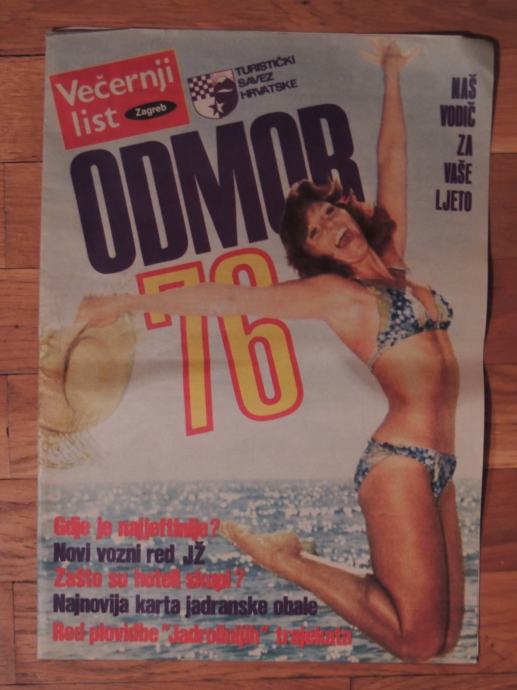 Večernji
list
Zagreb
TURISTIČKI
SAVEZ
HRVATSKE
ODMOR
76
NAŠ
VODIČ
ZA
VAŠE
LJETO
Gdje je najjeftinije?
Novi vozni red JŽ
Zašto su hoteli skupi?
Najnovija karta jadranske obale
Red plovidbe "Jadrolinijih" trajekata